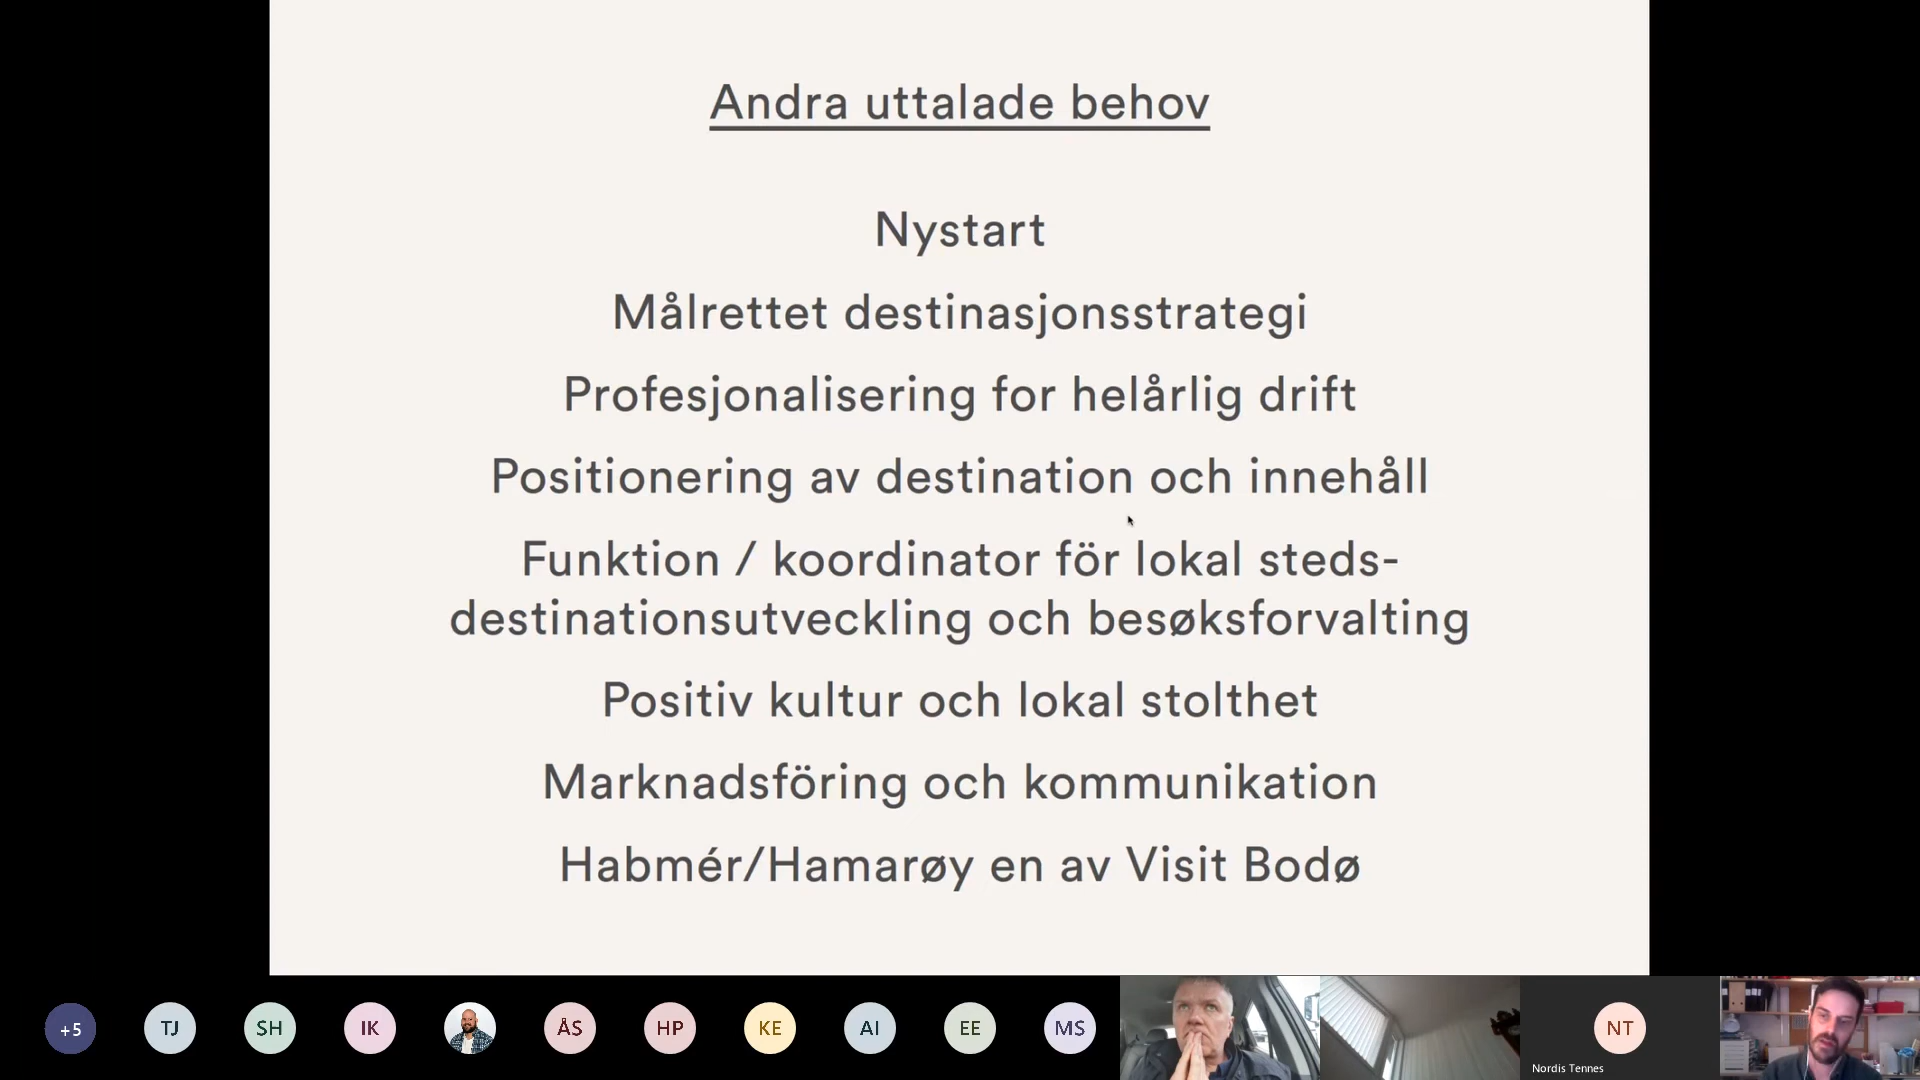 Andra uttalade behov
Nystart
Målrettet destinasjonsstrategi
Profesjonalisering for helårlig drift
Positionering av destination och innehåll
Funktion / koordinator för lokal steds-
destinationsutveckling och besøksforvalting
Positiv kultur och lokal stolthet
Marknadsföring och kommunikation
Habmér/Hamarøy en av Visit Bodø
+5
TJ
SH
IK
ÅS
HP
KE
AI
EE
MS
NT
Nordis Tennes